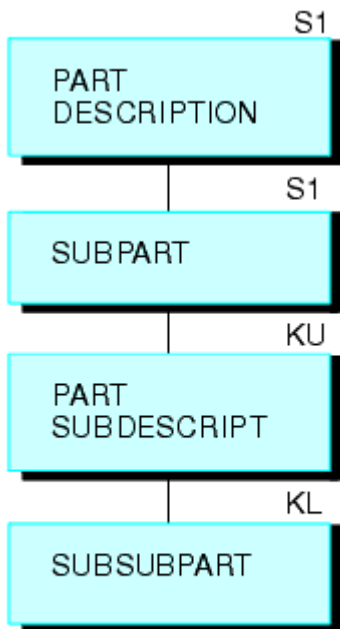 S1
PART
DESCRIPTION
S1
SUBPART
KU
PART
SUBDESCRIPT
KL
SUBSUBPART